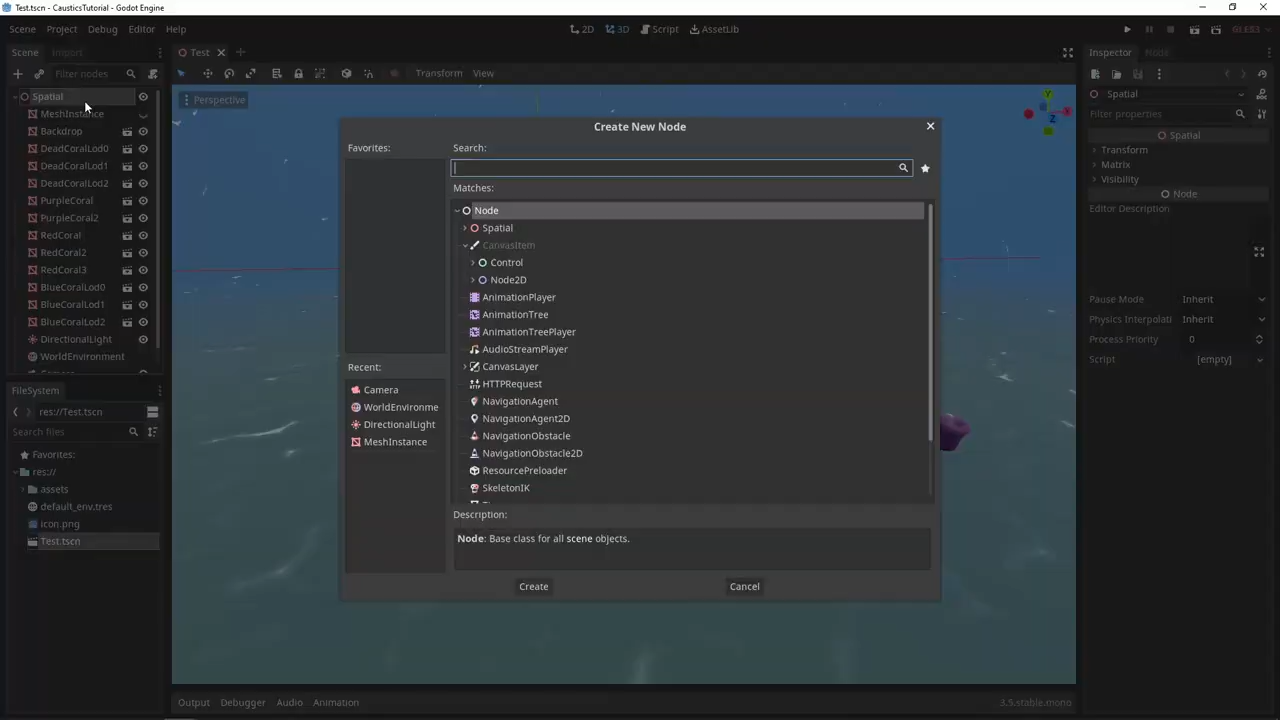 Test.tscn - CausticsTutorial - Godot Engine
Scene Project Debug Editor Help
2D 3D Script AssetLib
GLES3
Scene Import
Filter nodes
Spatial
MeshInstance
Backdrop
DeadCoralLod0
DeadCoralLod1
DeadCoralLod2
PurpleCoral
PurpleCoral2
RedCoral
RedCoral2
RedCoral3
BlueCoralLod0
BlueCoralLod1
BlueCoralLod2
DirectionalLight
WorldEnvironment
FileSystem
res://Test.tscn
Search files
Favorites:
res://
assets
default_env.tres
icon.png
Test.tscn
Test
Transform View
Perspective
Y
X
Z
Create New Node
Favorites:
Recent:
Camera
WorldEnvironme
DirectionalLight
MeshInstance
Search:
Matches:
Node
Spatial
CanvasItem
Control
Node2D
AnimationPlayer
AnimationTree
AnimationTreePlayer
AudioStreamPlayer
CanvasLayer
HTTPRequest
NavigationAgent
NavigationAgent2D
NavigationObstacle
NavigationObstacle2D
ResourcePreloader
SkeletonIK
Description:
Node: Base class for all scene objects.
Create Cancel
Output Debugger Audio Animation
3.5.stable.mono
Inspector Node
Spatial
Filter properties
Spatial
Transform
Matrix
Visibility
Node
Editor Description
Pause Mode Inherit
Physics Interpolati Inherit
Process Priority 0
Script [empty]